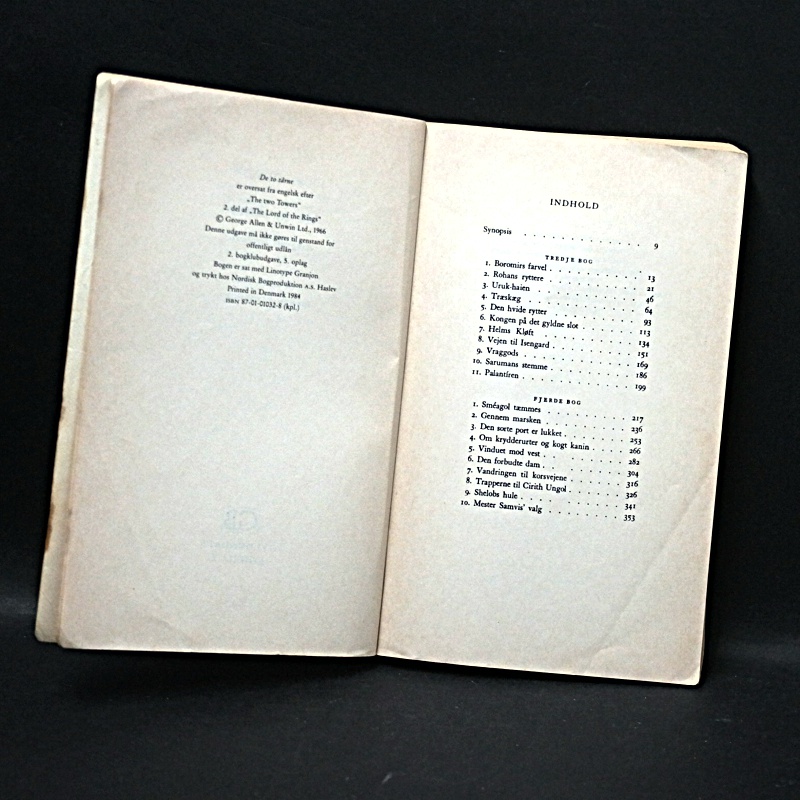 De to tårne
er oversat fra engelsk efter
„The two Towers”
2. del af „The Lord of the Rings”
© George Allen & Unwin Ltd., 1966
Denne udgave må ikke gøres til genstand for
offentligt udlån
2. bogklubudgave, 5. oplag
Bogen er sat med Linotype Granjon
og trykt hos Nordisk Bogproduktion A.S. Haslev
Printed in Denmark 1984
ISBN 87-01-01032-8 (kpl.)
INDHOLD
Synopsis . . . . . . . . . . . . 9
TREDJE BOG
1. Boromirs farvel . . . . . . . . . . 13
2. Rohans ryttere . . . . . . . . . . 21
3. Uruk-haien . . . . . . . . . . 46
4. Træskæg . . . . . . . . . . 64
5. Den hvide rytter . . . . . . . . . . 93
6. Kongen på det gyldne slot . . . . . . . 113
7. Helms Kløft . . . . . . . . . . 134
8. Vejen til Isengard . . . . . . . . . 151
9. Vraggods . . . . . . . . . . 169
10. Sarumans stemme . . . . . . . . . 186
11. Palantíren . . . . . . . . . . 199
FJERDE BOG
1. Sméagol tæmmes . . . . . . . . . 217
2. Gennem marsken . . . . . . . . . 236
3. Den sorte port er lukket . . . . . . . 253
4. Om krydderurter og kogt kanin . . . . . 266
5. Vinduet mod vest . . . . . . . . . 282
6. Den forbudte dam . . . . . . . . . 304
7. Vandringen til korsvejene . . . . . . . 316
8. Trapperne til Cirith Ungol . . . . . . . 326
9. Shelobs hule . . . . . . . . . . 341
10. Mester Samvis' valg . . . . . . . . 353